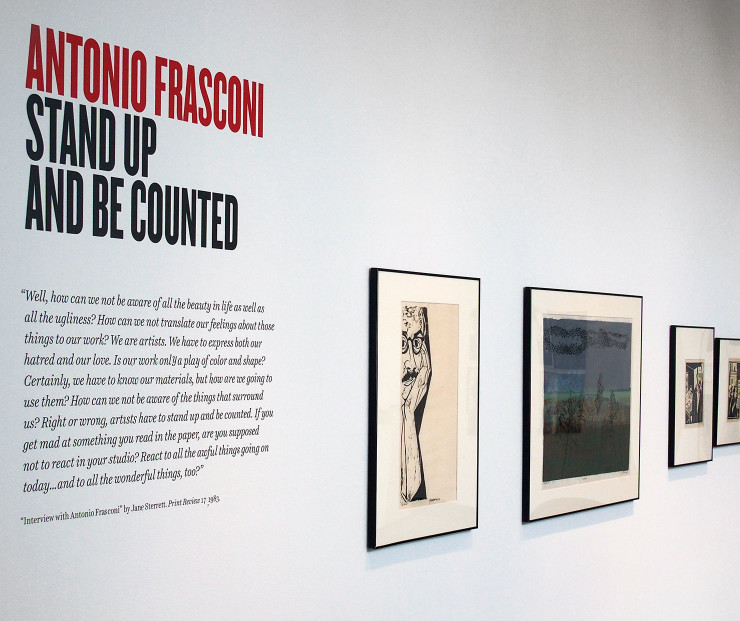 ANTONIO FRASCONI
STAND UP
AND BE COUNTED
“Well, how can we not be aware of all the beauty in life as well as
all the ugliness? How can we not translate our feelings about those
things to our work? We are artists. We have to express both our
hatred and our love. Is our work only a play of color and shape?
Certainly, we have to know our materials, but how are we going to
use them? How can we not be aware of the things that surround
us? Right or wrong, artists have to stand up and be counted. If you
get mad at something you read in the paper, are you supposed
not to react in your studio? React to all the awful things going on
today...and to all the wonderful things, too?”
“Interview with Antonio Frasconi” by Jane Sterrett. Print Review 17 1983.